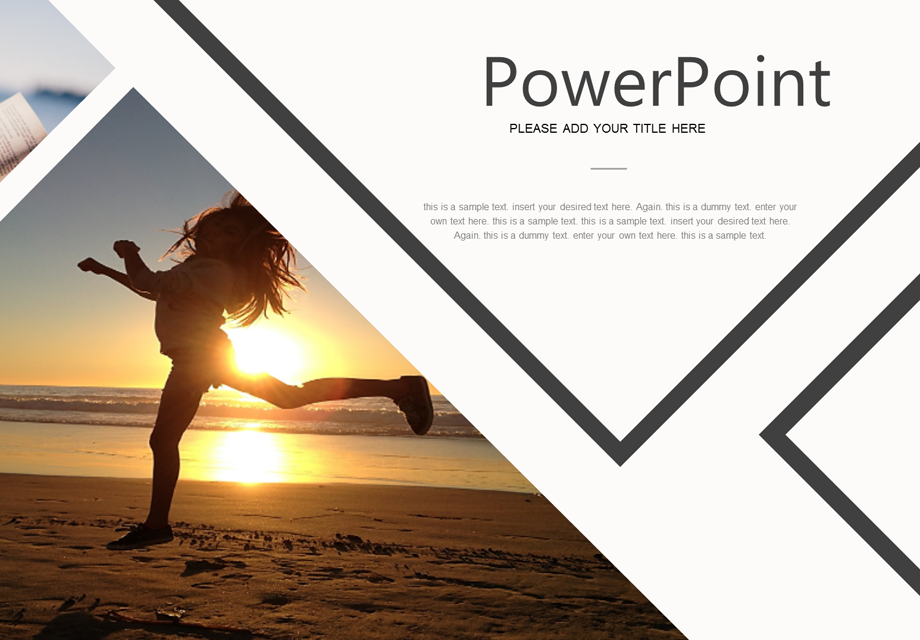 PowerPoint
PLEASE ADD YOUR TITLE HERE
this is a sample text. insert your desired text here. Again. this is a dummy text. enter your
own text here. this is a sample text. this is a sample text. insert your desired text here.
Again. this is a dummy text. enter your own text here. this is a sample text.